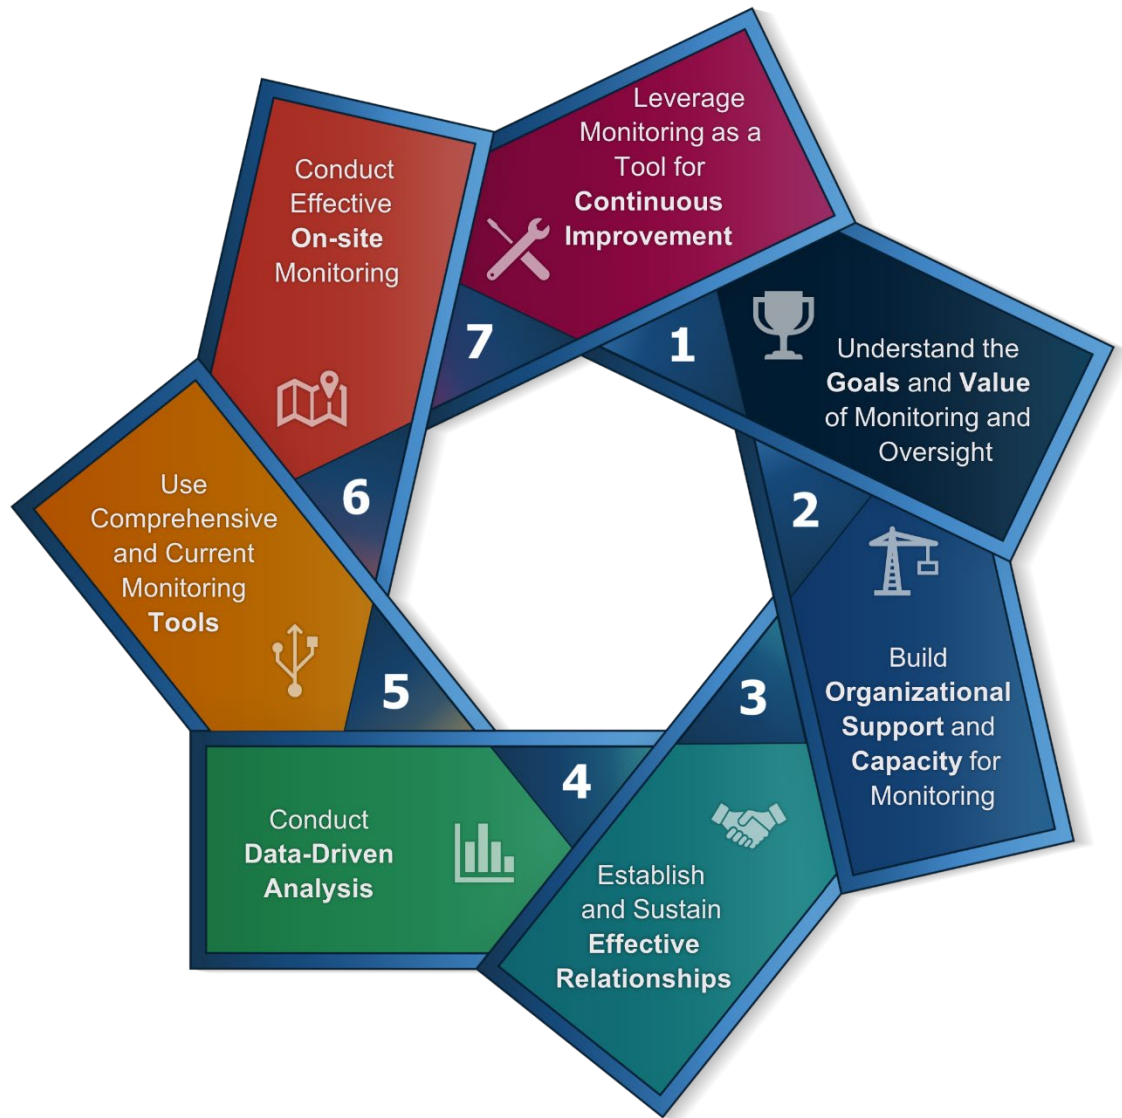 1
Understand the
Goals and Value
of Monitoring and
Oversight
2
Build
Organizational
Support and
Capacity for
Monitoring
3
Establish
and Sustain
Effective
Relationships
4
Conduct
Data-Driven
Analysis
5
Use
Comprehensive
and Current
Monitoring
Tools
6
Conduct
Effective
On-site
Monitoring
7
Leverage
Monitoring as a
Tool for
Continuous
Improvement